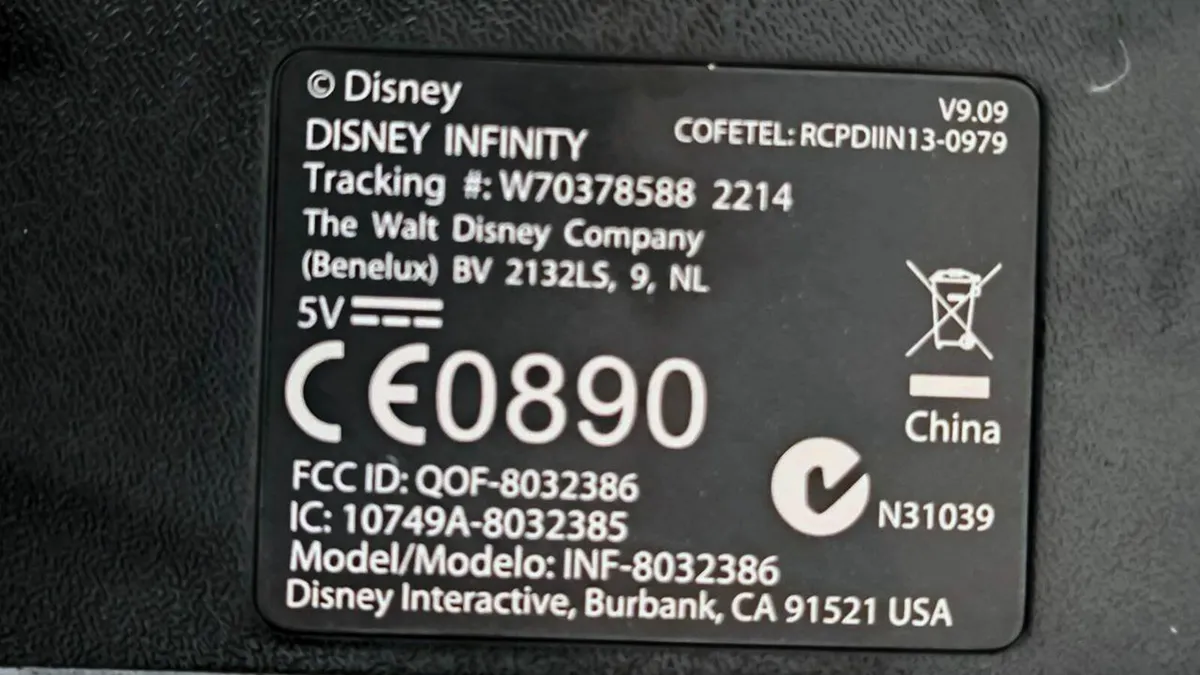 © Disney
V9.09
DISNEY INFINITY
COFETEL: RCPDIIN13-0979
Tracking #: W70378588 2214
The Walt Disney Company
(Benelux) BV 2132LS, 9, NL
5V
CE0890
China
FCC ID: QOF-8032386
N31039
IC: 10749A-8032385
Model/Modelo: INF-8032386
Disney Interactive, Burbank, CA 91521 USA